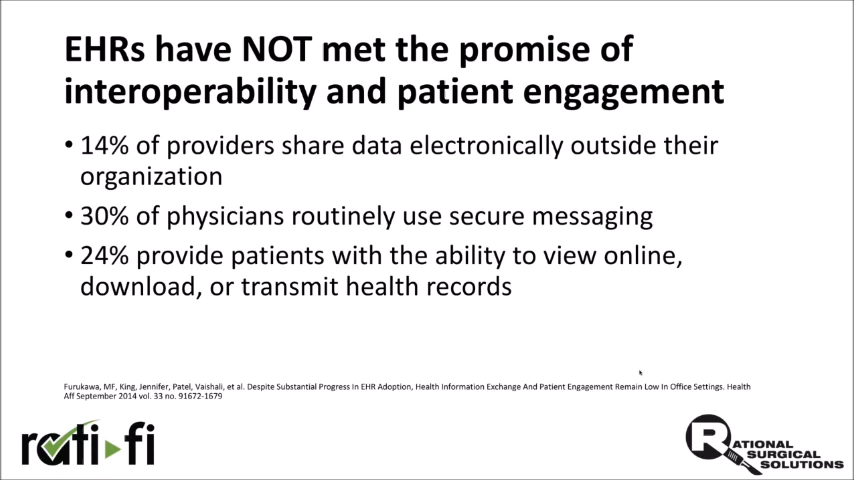 EHRs have NOT met the promise of
interoperability and patient engagement
• 14% of providers share data electronically outside their
organization
• 30% of physicians routinely use secure messaging
• 24% provide patients with the ability to view online,
download, or transmit health records
Furukawa, MF, King, Jennifer, Patel, Vaishali, et al. Despite Substantial Progress In EHR Adoption, Health Information Exchange And Patient Engagement Remain Low In Office Settings. Health
Aff September 2014 vol. 33 no. 91672-1679
rati-fi
RATIONAL
SURGICAL
SOLUTIONS